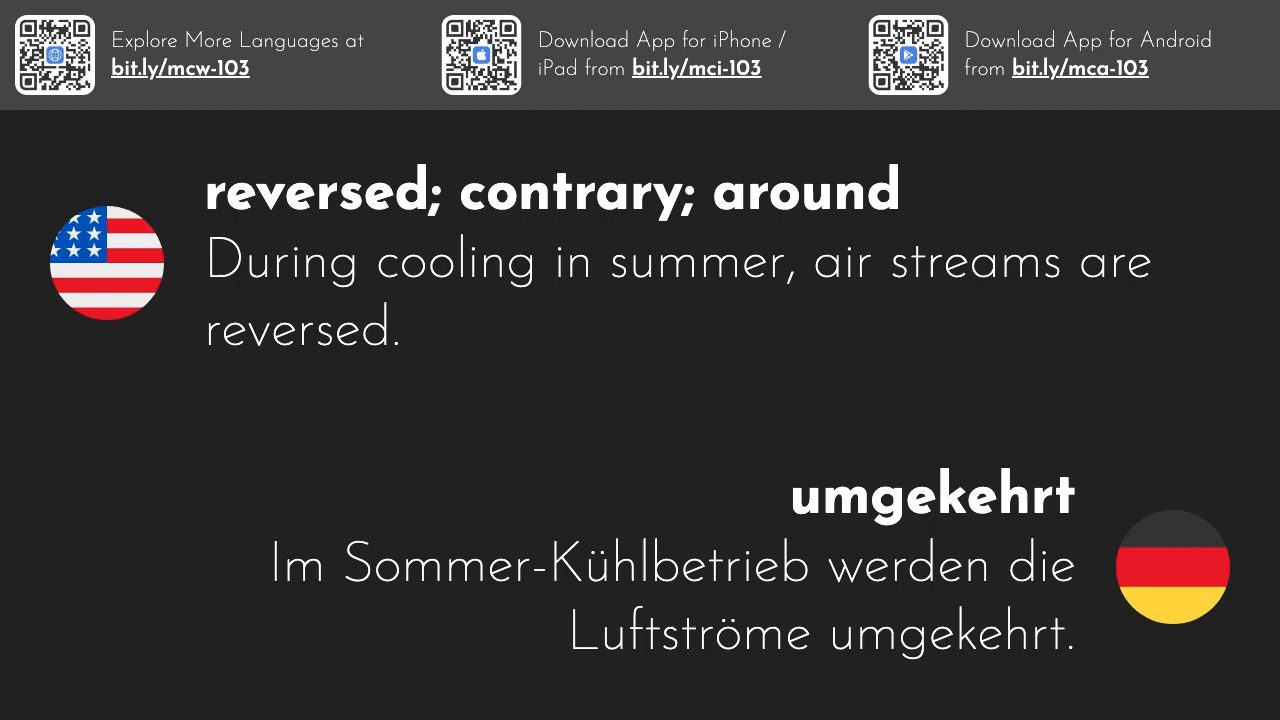 Explore More Languages at
bit.ly/mcw-103
Download App for iPhone /
iPad from bit.ly/mci-103
Download App for Android
from bit.ly/mca-103
reversed; contrary; around
During cooling in summer, air streams are
reversed.
umgekehrt
Im Sommer-Kühlbetrieb werden die
Luftströme umgekehrt.